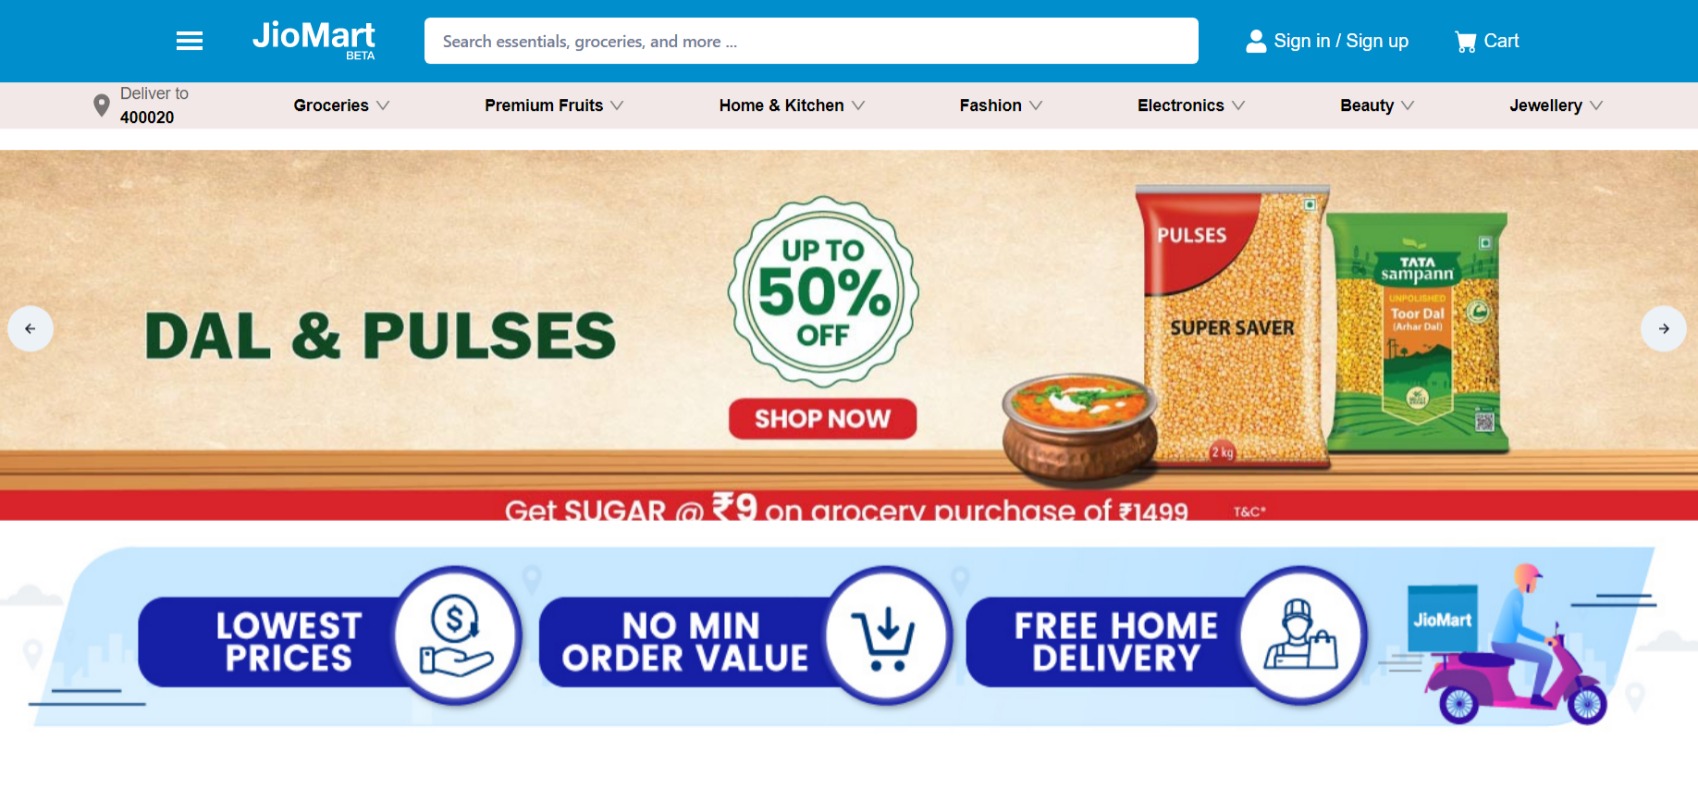 JioMart
BETA
Search essentials, groceries, and more ...
Sign in / Sign up
Cart
Deliver to
400020
Groceries
Premium Fruits
Home & Kitchen
Fashion
Electronics
Beauty
Jewellery
DAL & PULSES
UP TO
50%
OFF
SHOP NOW
PULSES
SUPER SAVER
2 kg
TATA
sampann
UNPOLISHED
Toor Dal
(Arhar Dal)
Get SUGAR @ ₹9 on grocery purchase of ₹1499
T&C*
LOWEST
PRICES
NO MIN
ORDER VALUE
FREE HOME
DELIVERY
JioMart